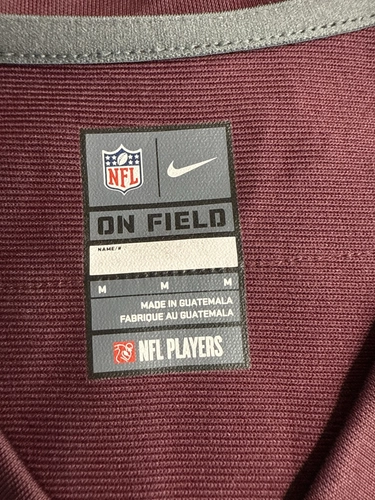 NFL
ON FIELD
NAME/#
M M M
MADE IN GUATEMALA
FABRIQUE AU GUATEMALA
NFL PLAYERS